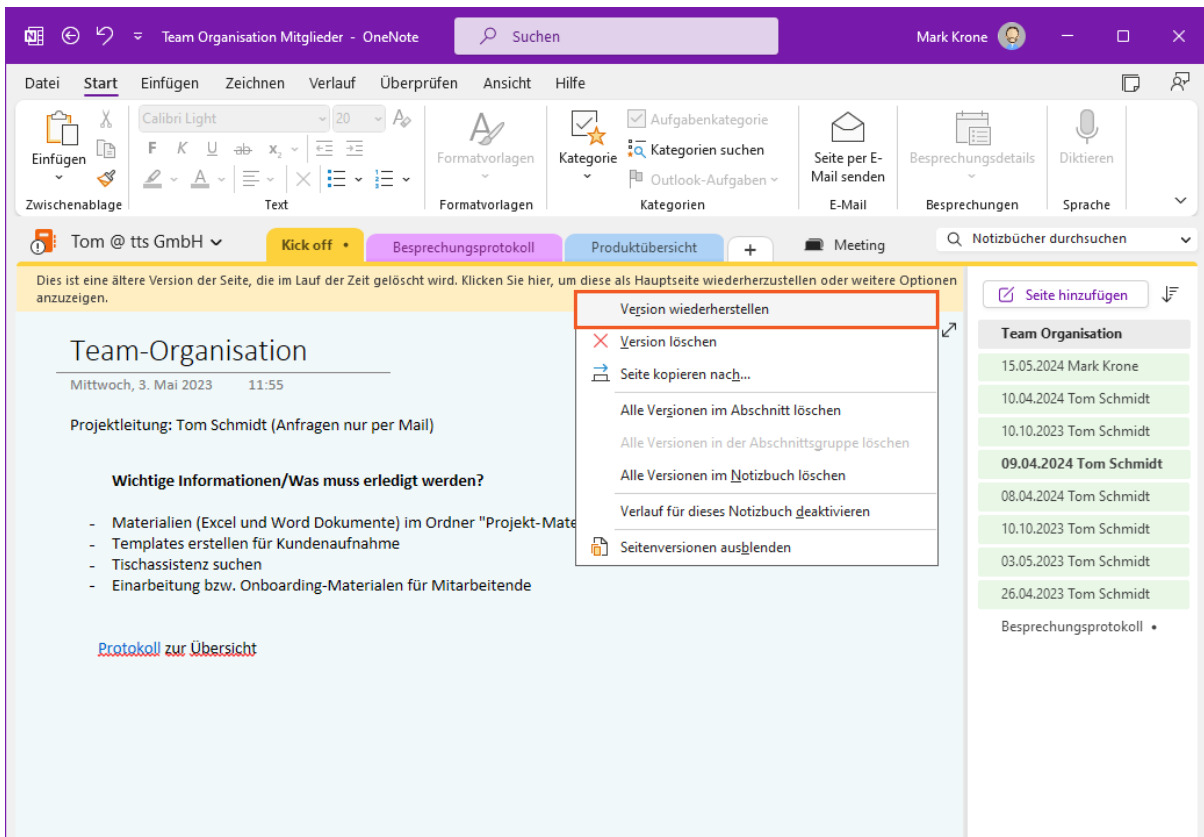 Team Organisation Mitglieder - OneNote
Suchen
Mark Krone
Datei Start Einfügen Zeichnen Verlauf Überprüfen Ansicht Hilfe
Einfügen
Zwischenablage
Calibri Light 20
F K U ab x₂
A
Text
Formatvorlagen
Formatvorlagen
Kategorie
Aufgabenkategorie
Kategorien suchen
Outlook-Aufgaben
Kategorien
Seite per E-
Mail senden
E-Mail
Besprechungsdetails
Besprechungen
Diktieren
Sprache
Tom @ tts GmbH
Kick off •
Besprechungsprotokoll
Produktübersicht
+
Meeting
Notizbücher durchsuchen
Dies ist eine ältere Version der Seite, die im Lauf der Zeit gelöscht wird. Klicken Sie hier, um diese als Hauptseite wiederherzustellen oder weitere Optionen
anzuzeigen.
Version wiederherstellen
Version löschen
Seite kopieren nach...
Alle Versionen im Abschnitt löschen
Alle Versionen in der Abschnittsgruppe löschen
Alle Versionen im Notizbuch löschen
Verlauf für dieses Notizbuch deaktivieren
Seitenversionen ausblenden
Team-Organisation
Mittwoch, 3. Mai 2023 11:55
Projektleitung: Tom Schmidt (Anfragen nur per Mail)
Wichtige Informationen/Was muss erledigt werden?
- Materialien (Excel und Word Dokumente) im Ordner "Projekt-Mate
- Templates erstellen für Kundenaufnahme
- Tischassistenz suchen
- Einarbeitung bzw. Onboarding-Materialen für Mitarbeitende
Protokoll zur Übersicht
Seite hinzufügen
Team Organisation
15.05.2024 Mark Krone
10.04.2024 Tom Schmidt
10.10.2023 Tom Schmidt
09.04.2024 Tom Schmidt
08.04.2024 Tom Schmidt
10.10.2023 Tom Schmidt
03.05.2023 Tom Schmidt
26.04.2023 Tom Schmidt
Besprechungsprotokoll •